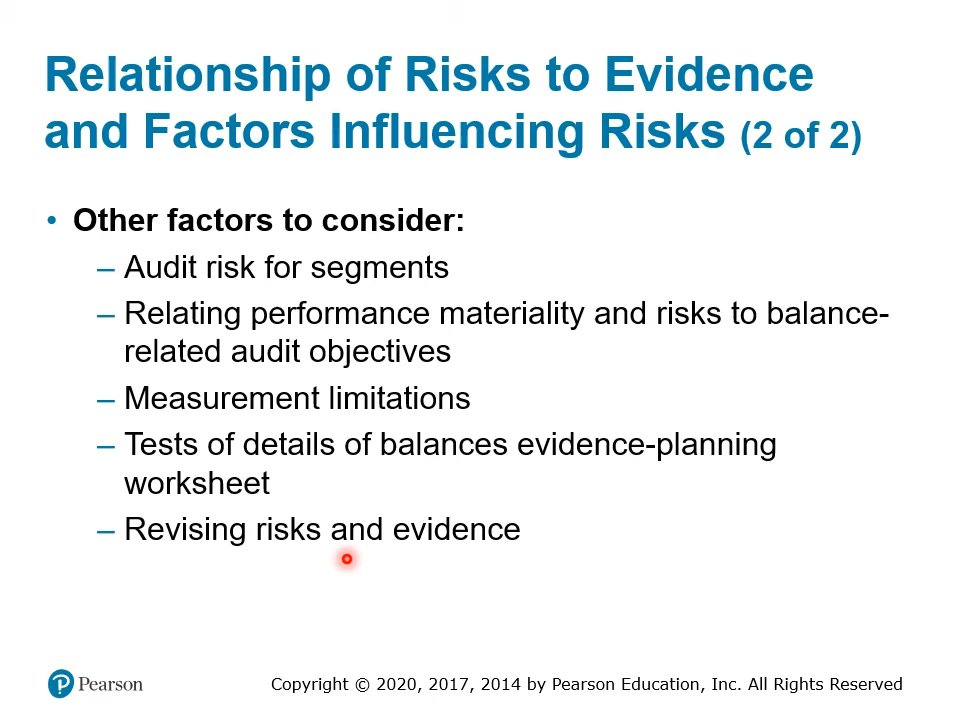 Relationship of Risks to Evidence
and Factors Influencing Risks (2 of 2)
• Other factors to consider:
– Audit risk for segments
– Relating performance materiality and risks to balance-
related audit objectives
– Measurement limitations
– Tests of details of balances evidence-planning
worksheet
– Revising risks and evidence
Pearson
Copyright © 2020, 2017, 2014 by Pearson Education, Inc. All Rights Reserved